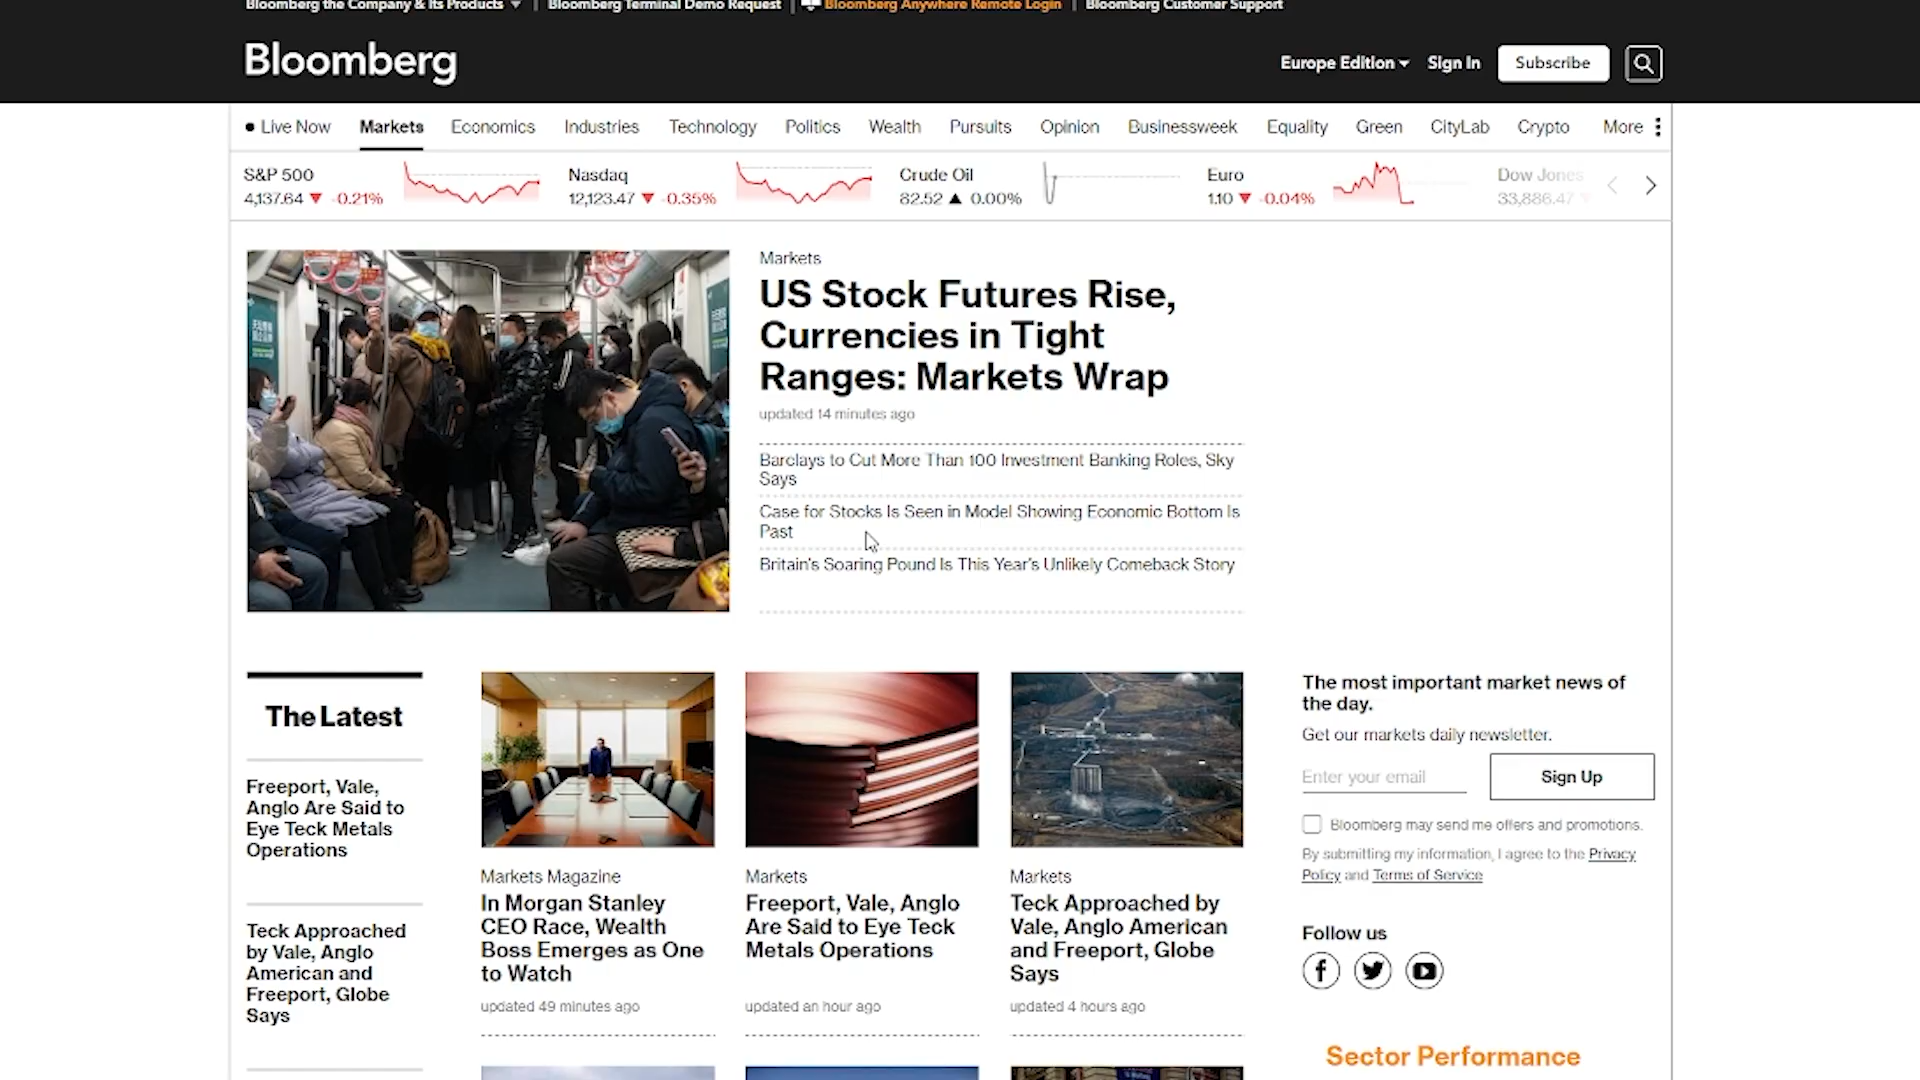 Bloomberg the Company & Its Products
Bloomberg Terminal Demo Request
Bloomberg Anywhere Remote Login
Bloomberg Customer Support
Bloomberg
Europe Edition
Sign In
Subscribe
Live Now
Markets
Economics
Industries
Technology
Politics
Wealth
Pursuits
Opinion
Businessweek
Equality
Green
CityLab
Crypto
More
S&P 500
4,137.64 ▼ -0.21%
Nasdaq
12,123.47 ▼ -0.35%
Crude Oil
82.52 ▲ 0.00%
Euro
1.10 ▼ -0.04%
Dow Jones
33,886.47
Markets
US Stock Futures Rise,
Currencies in Tight
Ranges: Markets Wrap
updated 14 minutes ago
Barclays to Cut More Than 100 Investment Banking Roles, Sky
Says
Case for Stocks Is Seen in Model Showing Economic Bottom Is
Past
Britain's Soaring Pound Is This Year's Unlikely Comeback Story
The Latest
Freeport, Vale,
Anglo Are Said to
Eye Teck Metals
Operations
Teck Approached
by Vale, Anglo
American and
Freeport, Globe
Says
Markets Magazine
In Morgan Stanley
CEO Race, Wealth
Boss Emerges as One
to Watch
updated 49 minutes ago
Markets
Freeport, Vale, Anglo
Are Said to Eye Teck
Metals Operations
updated an hour ago
Markets
Teck Approached by
Vale, Anglo American
and Freeport, Globe
Says
updated 4 hours ago
The most important market news of
the day.
Get our markets daily newsletter.
Enter your email
Sign Up
Bloomberg may send me offers and promotions.
By submitting my information, I agree to the Privacy
Policy and Terms of Service
Follow us
Sector Performance